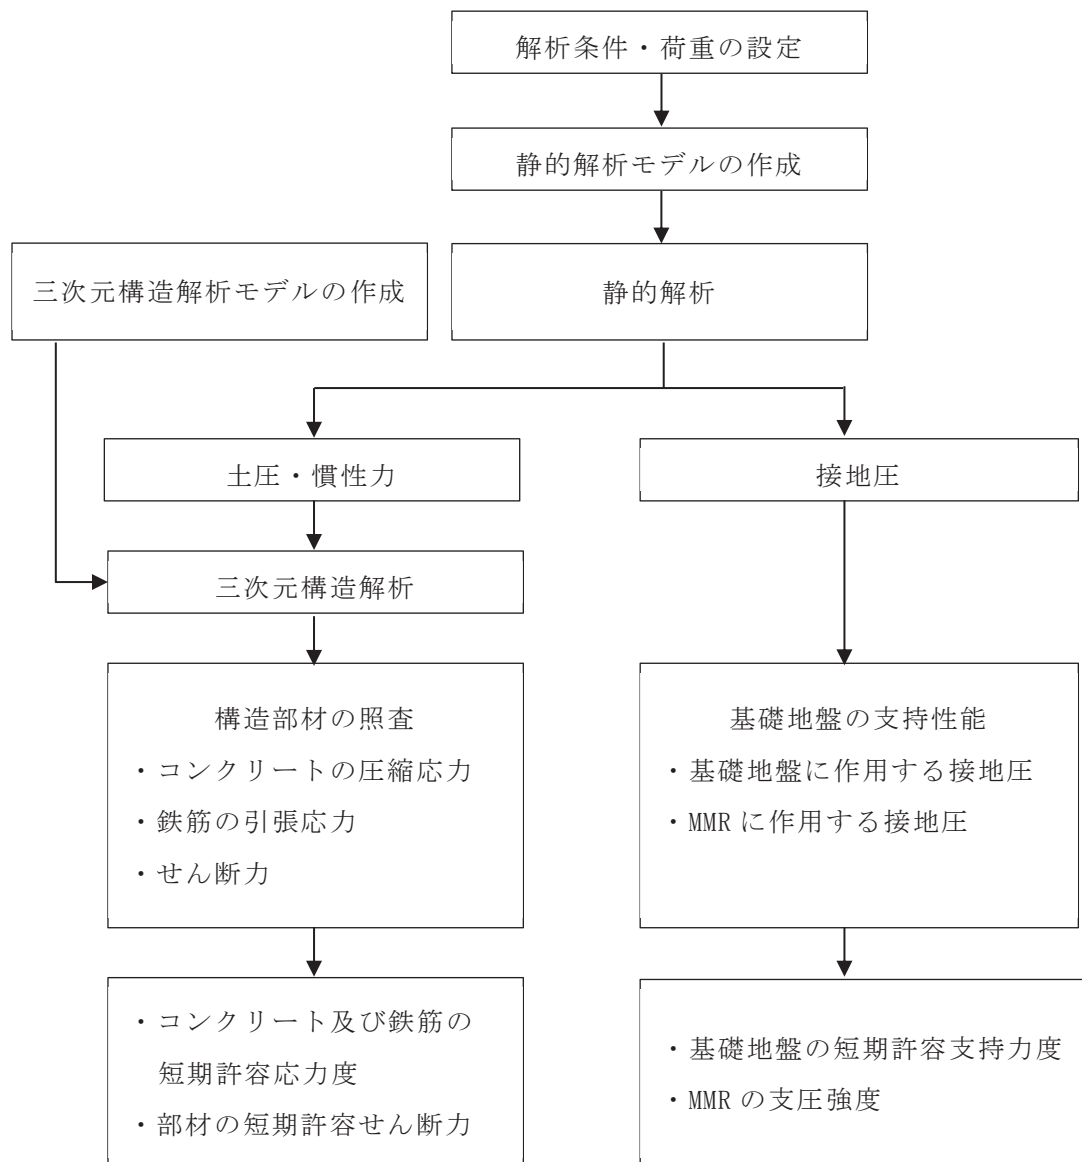 解析条件・荷重の設定
静的解析モデルの作成
三次元構造解析モデルの作成
静的解析
土圧・慣性力
接地圧
三次元構造解析
構造部材の照査
・コンクリートの圧縮応力
・鉄筋の引張応力
・せん断力
基礎地盤の支持性能
・基礎地盤に作用する接地圧
・MMR に作用する接地圧
・コンクリート及び鉄筋の
短期許容応力度
・部材の短期許容せん断力
・基礎地盤の短期許容支持力度
・MMR の支圧強度